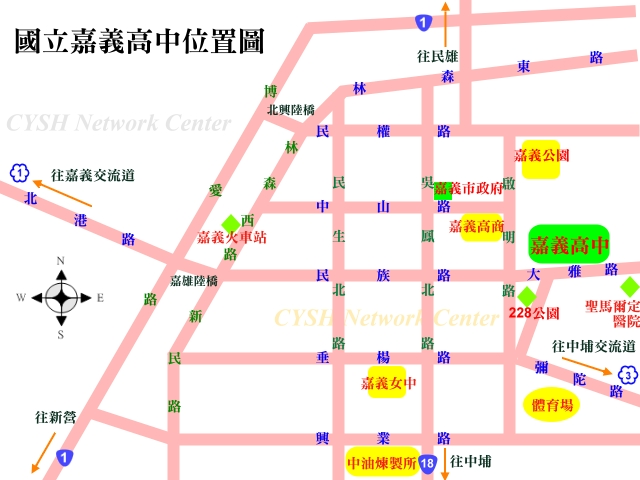 國立嘉義高中位置圖
1
往民雄
林森東路
博愛路
北興陸橋
CYSH Network Center
民權路
林森西路
嘉義公園
1
往嘉義交流道
北港路
民生北路
吳鳳北路
啟明路
嘉義市政府
中山路
嘉義高商
嘉義火車站
嘉義高中
N
W
E
S
嘉雄陸橋
民族路
大雅路
新民路
228公園
聖馬爾定
醫院
CYSH Network Center
往中埔交流道
3
垂楊路
彌陀路
嘉義女中
體育場
往新營
1
興業路
中油煉製所
18
往中埔